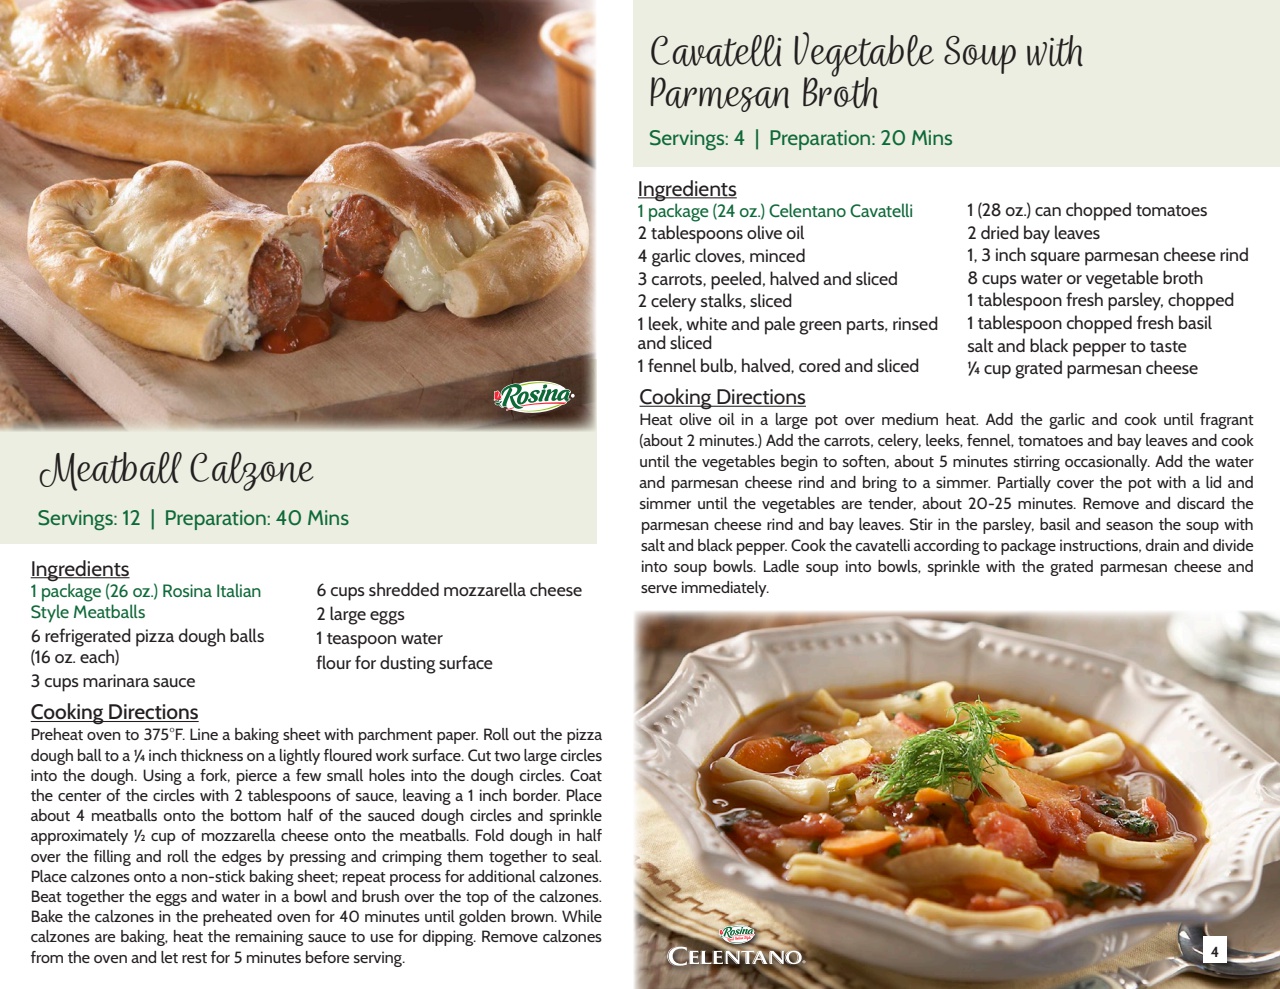 Rosina
Meatball Calzone
Servings: 12 | Preparation: 40 Mins
Ingredients
1 package (26 oz.) Rosina Italian
Style Meatballs
6 refrigerated pizza dough balls
(16 oz. each)
3 cups marinara sauce
6 cups shredded mozzarella cheese
2 large eggs
1 teaspoon water
flour for dusting surface
Cooking Directions
Preheat oven to 375°F. Line a baking sheet with parchment paper. Roll out the pizza
dough ball to a ¼ inch thickness on a lightly floured work surface. Cut two large circles
into the dough. Using a fork, pierce a few small holes into the dough circles. Coat
the center of the circles with 2 tablespoons of sauce, leaving a 1 inch border. Place
about 4 meatballs onto the bottom half of the sauced dough circles and sprinkle
approximately ½ cup of mozzarella cheese onto the meatballs. Fold dough in half
over the filling and roll the edges by pressing and crimping them together to seal.
Place calzones onto a non-stick baking sheet; repeat process for additional calzones.
Beat together the eggs and water in a bowl and brush over the top of the calzones.
Bake the calzones in the preheated oven for 40 minutes until golden brown. While
calzones are baking, heat the remaining sauce to use for dipping. Remove calzones
from the oven and let rest for 5 minutes before serving.
Cavatelli Vegetable Soup with
Parmesan Broth
Servings: 4 | Preparation: 20 Mins
Ingredients
1 package (24 oz.) Celentano Cavatelli
2 tablespoons olive oil
4 garlic cloves, minced
3 carrots, peeled, halved and sliced
2 celery stalks, sliced
1 leek, white and pale green parts, rinsed
and sliced
1 fennel bulb, halved, cored and sliced
1 (28 oz.) can chopped tomatoes
2 dried bay leaves
1, 3 inch square parmesan cheese rind
8 cups water or vegetable broth
1 tablespoon fresh parsley, chopped
1 tablespoon chopped fresh basil
salt and black pepper to taste
¼ cup grated parmesan cheese
Cooking Directions
Heat olive oil in a large pot over medium heat. Add the garlic and cook until fragrant
(about 2 minutes.) Add the carrots, celery, leeks, fennel, tomatoes and bay leaves and cook
until the vegetables begin to soften, about 5 minutes stirring occasionally. Add the water
and parmesan cheese rind and bring to a simmer. Partially cover the pot with a lid and
simmer until the vegetables are tender, about 20-25 minutes. Remove and discard the
parmesan cheese rind and bay leaves. Stir in the parsley, basil and season the soup with
salt and black pepper. Cook the cavatelli according to package instructions, drain and divide
into soup bowls. Ladle soup into bowls, sprinkle with the grated parmesan cheese and
serve immediately.
Rosina
CELENTANO
4